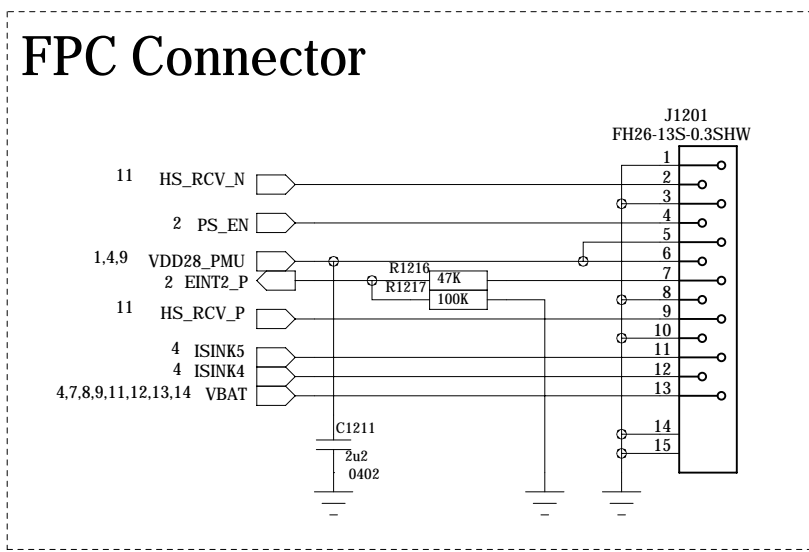 FPC Connector
J1201
FH26-13S-0.3SHW
1
11 HS_RCV_N 2
3
2 PS_EN 4
5
1,4,9 VDD28_PMU 6
R1216 47K
2 EINT2_P 7
R1217 100K
8
11 HS_RCV_P 9
10
4 ISINK5 11
4 ISINK4 12
4,7,8,9,11,12,13,14 VBAT 13
C1211
14
15
2u2
0402